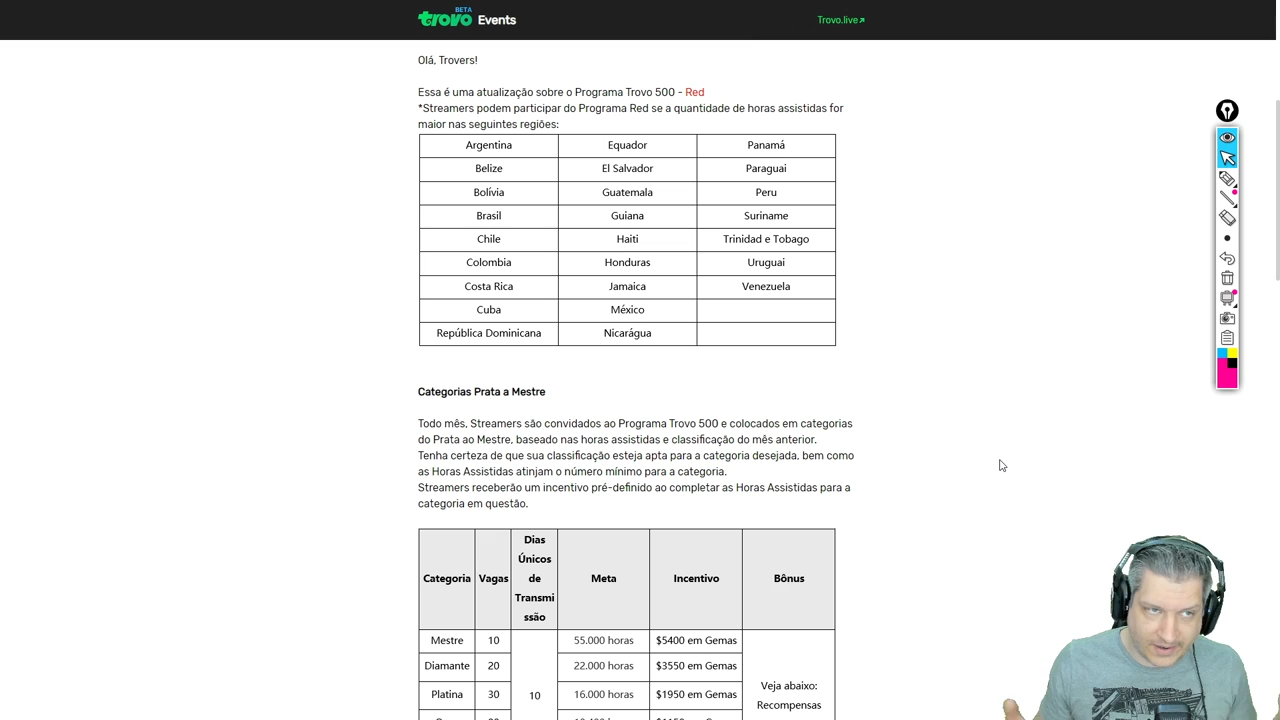 BETA
trovo Events
Trovo.live
Olá, Trovers!
Essa é uma atualização sobre o Programa Trovo 500 - Red
*Streamers podem participar do Programa Red se a quantidade de horas assistidas for
maior nas seguintes regiões:
Argentina Equador Panamá
Belize El Salvador Paraguai
Bolívia Guatemala Peru
Brasil Guiana Suriname
Chile Haiti Trinidad e Tobago
Colombia Honduras Uruguai
Costa Rica Jamaica Venezuela
Cuba México
República Dominicana Nicarágua
Categorias Prata a Mestre
Todo mês, Streamers são convidados ao Programa Trovo 500 e colocados em categorias
do Prata ao Mestre, baseado nas horas assistidas e classificação do mês anterior.
Tenha certeza de que sua classificação esteja apta para a categoria desejada, bem como
as Horas Assistidas atinjam o número mínimo para a categoria.
Streamers receberão um incentivo pré-definido ao completar as Horas Assistidas para a
categoria em questão.
Dias
Únicos
Categoria Vagas de Meta Incentivo Bônus
Transmi
ssão
Mestre 10 55.000 horas $5400 em Gemas
Diamante 20 22.000 horas $3550 em Gemas
Platina 30 10 16.000 horas $1950 em Gemas
Veja abaixo:
Recompensas